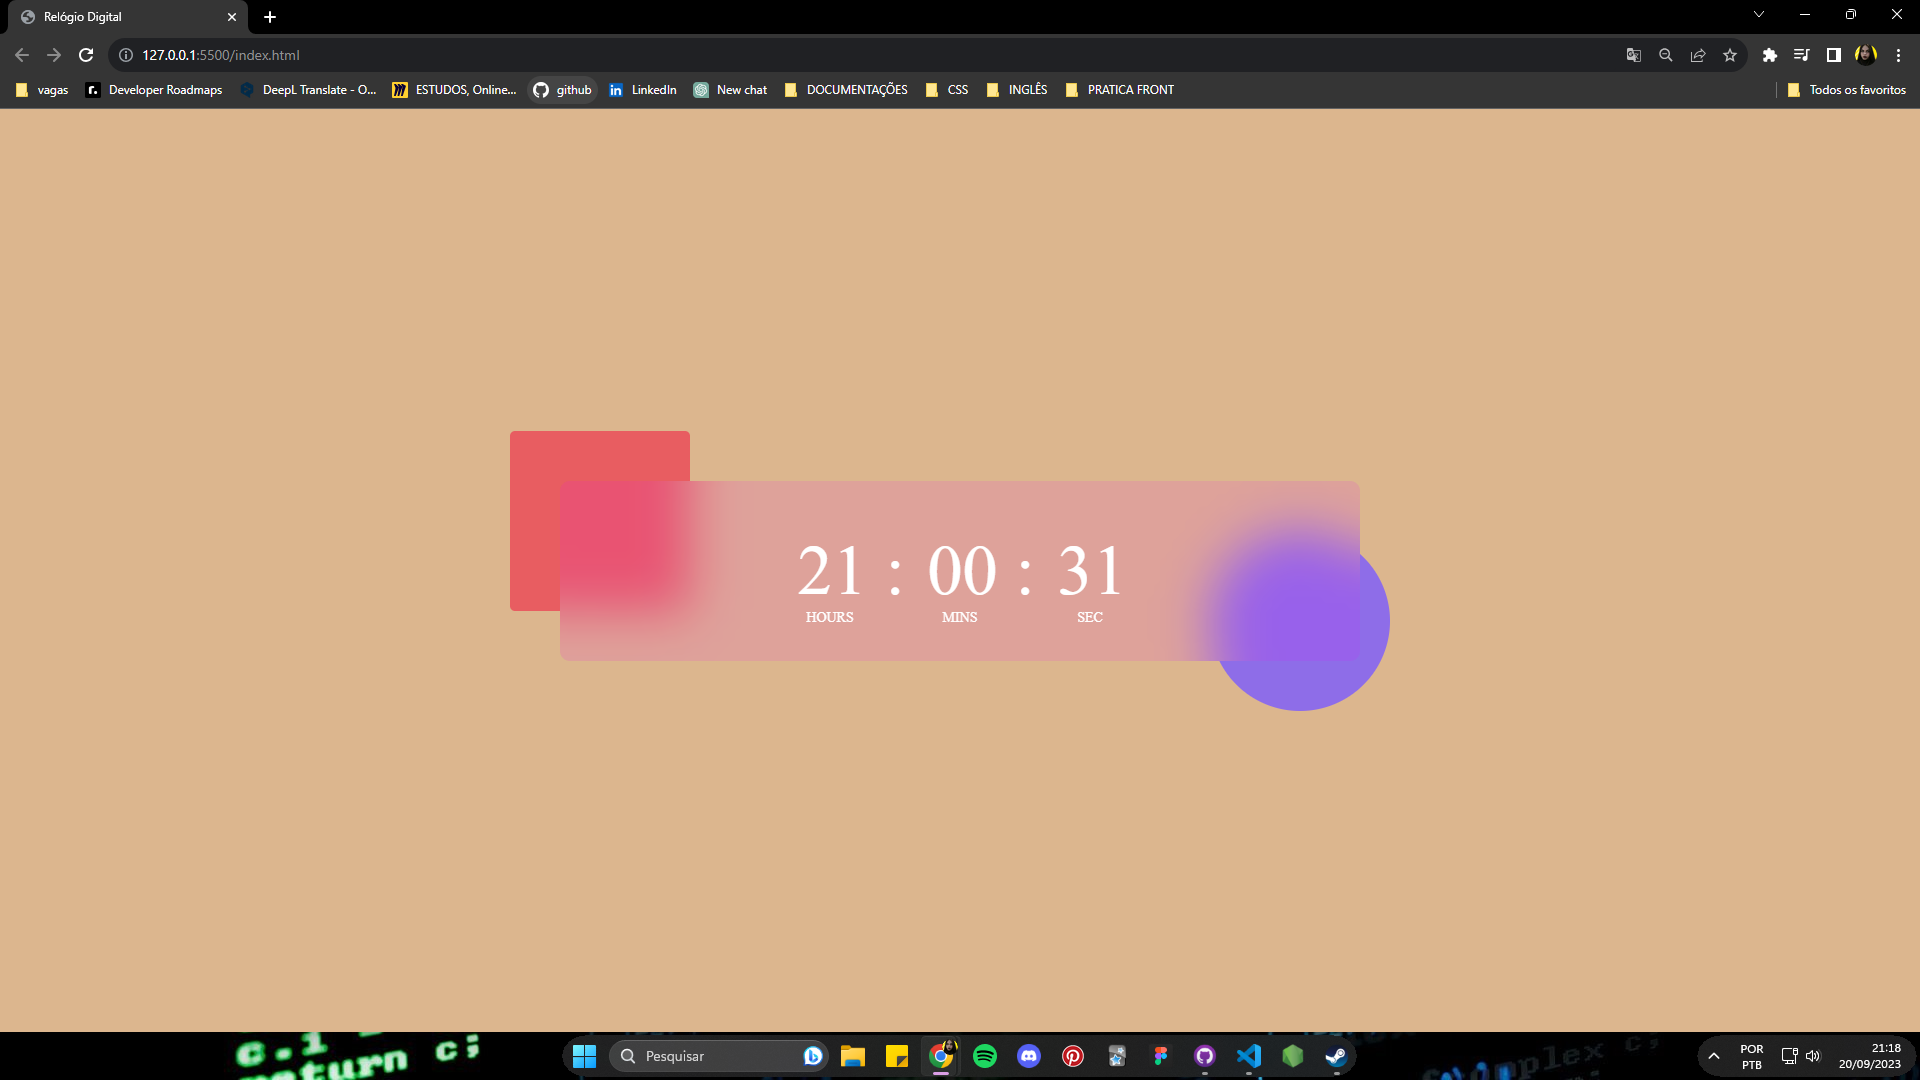 Relógio Digital
127.0.0.1:5500/index.html
vagas
Developer Roadmaps
DeepL Translate - O...
ESTUDOS, Online...
github
LinkedIn
New chat
DOCUMENTAÇÕES
CSS
INGLÊS
PRATICA FRONT
Todos os favoritos
21 : 00 : 31
HOURS MINS SEC
return c;
Pesquisar
POR
PTB
21:18
20/09/2023